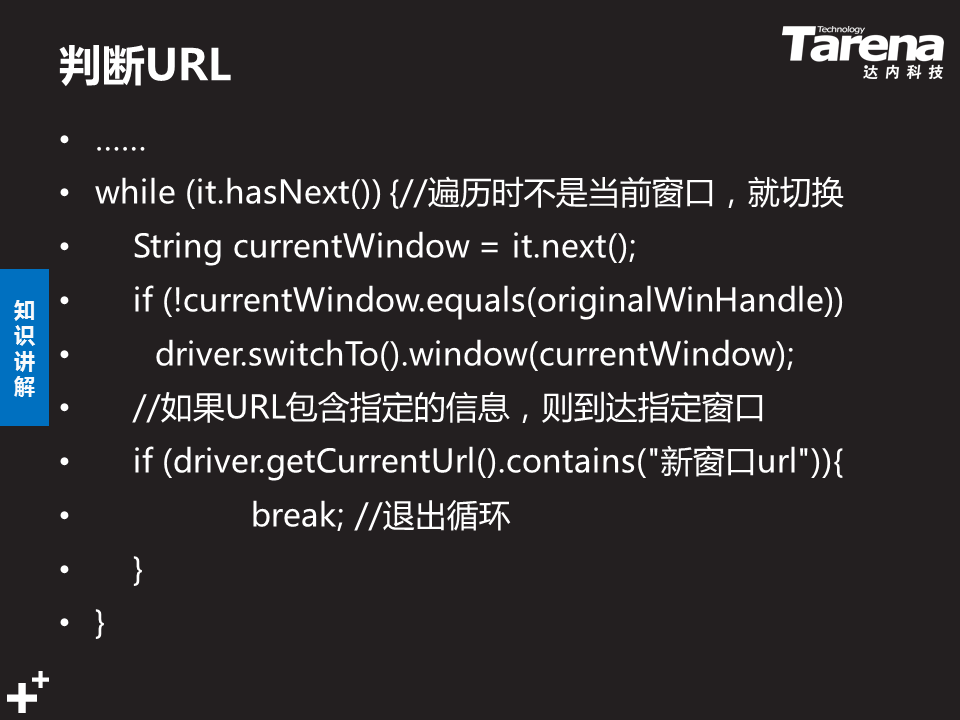 判断URL
Technology
Tarena
达内科技
• ......
• while (it.hasNext()) {//遍历时不是当前窗口，就切换
• String currentWindow = it.next();
• if (!currentWindow.equals(originalWinHandle))
• driver.switchTo().window(currentWindow);
• //如果URL包含指定的信息，则到达指定窗口
• if (driver.getCurrentUrl().contains("新窗口url")){
• break; //退出循环
• }
• }
知识讲解